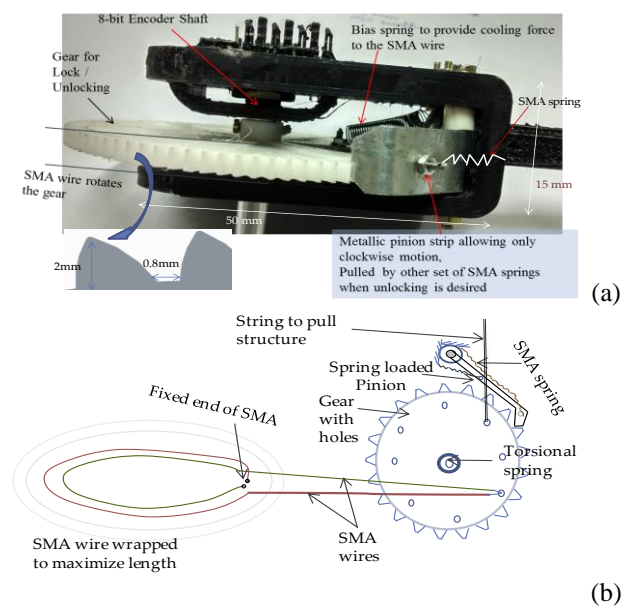 8-bit Encoder Shaft
Bias spring to provide cooling force
to the SMA wire
Gear for
Lock /
Unlocking
SMA spring
SMA wire rotates
the gear
15 mm
50 mm
2mm
0.8mm
Metallic pinion strip allowing only
clockwise motion,
Pulled by other set of SMA springs
when unlocking is desired
(a)
String to pull
structure
SMA spring
Spring loaded
Pinion
Fixed end of SMA
Gear
with
holes
Torsional
spring
SMA wire wrapped
to maximize length
SMA
wires
(b)